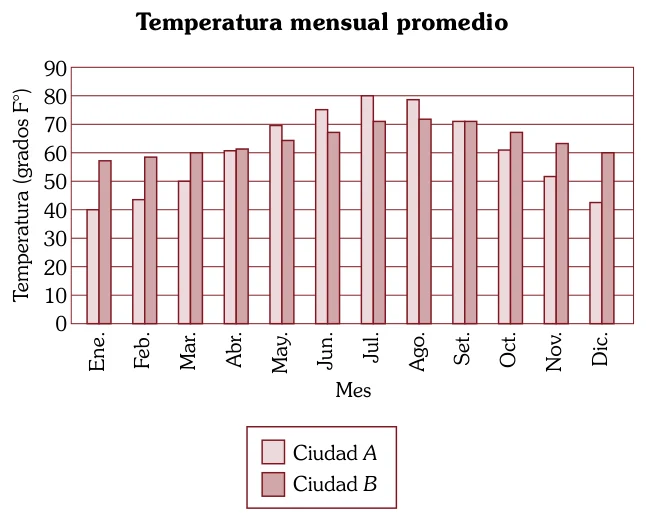 Temperatura mensual promedio
Temperatura (grados F°)
90
80
70
60
50
40
30
20
10
0
Ene.
Feb.
Mar.
Abr.
May.
Jun.
Jul.
Ago.
Set.
Oct.
Nov.
Dic.
Mes
Ciudad A
Ciudad B